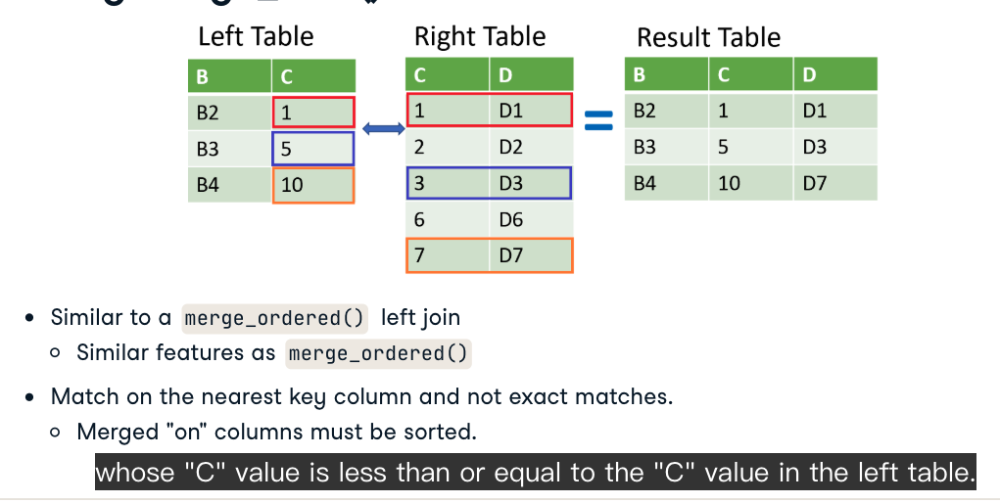 Left Table
Right Table
Result Table
B C
C D
B C D
B2 1
1 D1
B2 1 D1
B3 5
2 D2
B3 5 D3
B4 10
3 D3
B4 10 D7
6 D6
7 D7
=
• Similar to a merge_ordered() left join
Similar features as merge_ordered()
• Match on the nearest key column and not exact matches.
Merged "on" columns must be sorted.
whose "C" value is less than or equal to the "C" value in the left table.